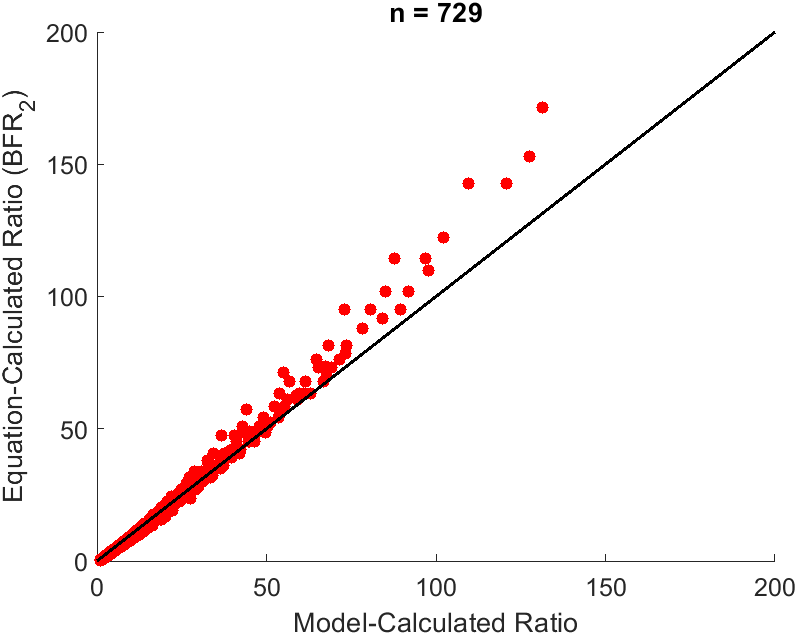 n = 729
Equation-Calculated Ratio (BFR2)
200
150
100
50
0
0 50 100 150 200
Model-Calculated Ratio